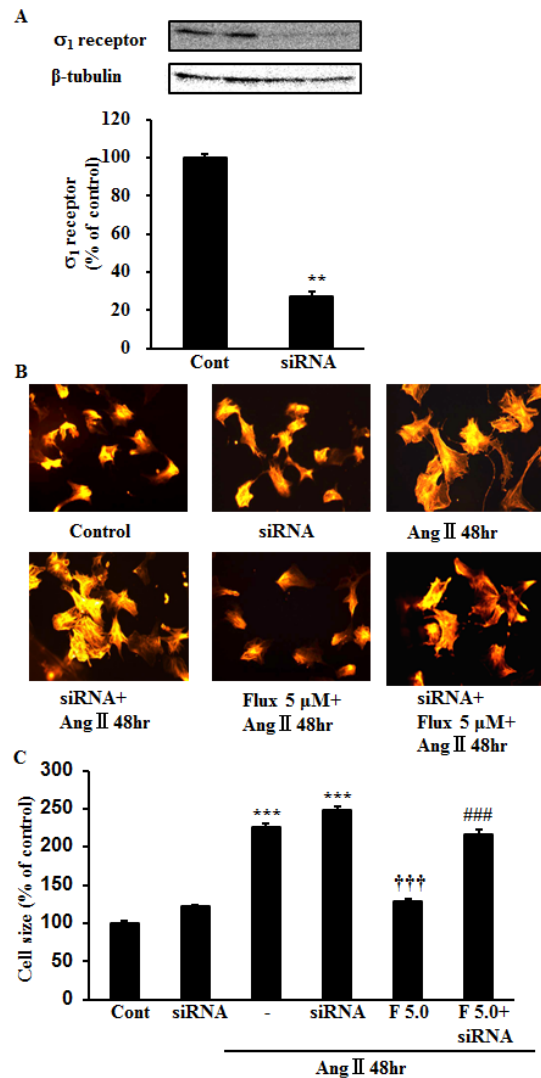 A
σ1 receptor
β-tubulin
σ1 receptor
(% of control)
120
100
80
60
40
20
0
**
Cont
siRNA
B
Control
siRNA
Ang Ⅱ 48hr
siRNA+
Ang Ⅱ 48hr
Flux 5 µM+
Ang Ⅱ 48hr
siRNA+
Flux 5 µM+
Ang Ⅱ 48hr
C
Cell size (% of control)
300
250
200
150
100
50
0
***
***
†††
###
Cont
siRNA
-
siRNA
F 5.0
F 5.0+
siRNA
Ang Ⅱ 48hr